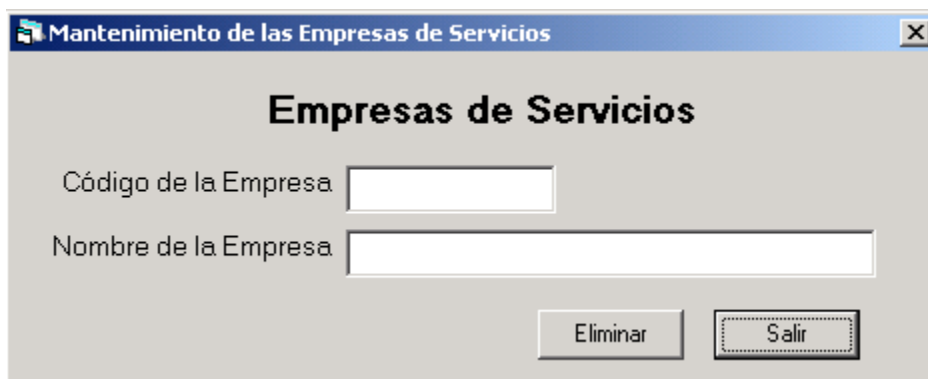 Mantenimiento de las Empresas de Servicios
Empresas de Servicios
Código de la Empresa
Nombre de la Empresa
Eliminar Salir